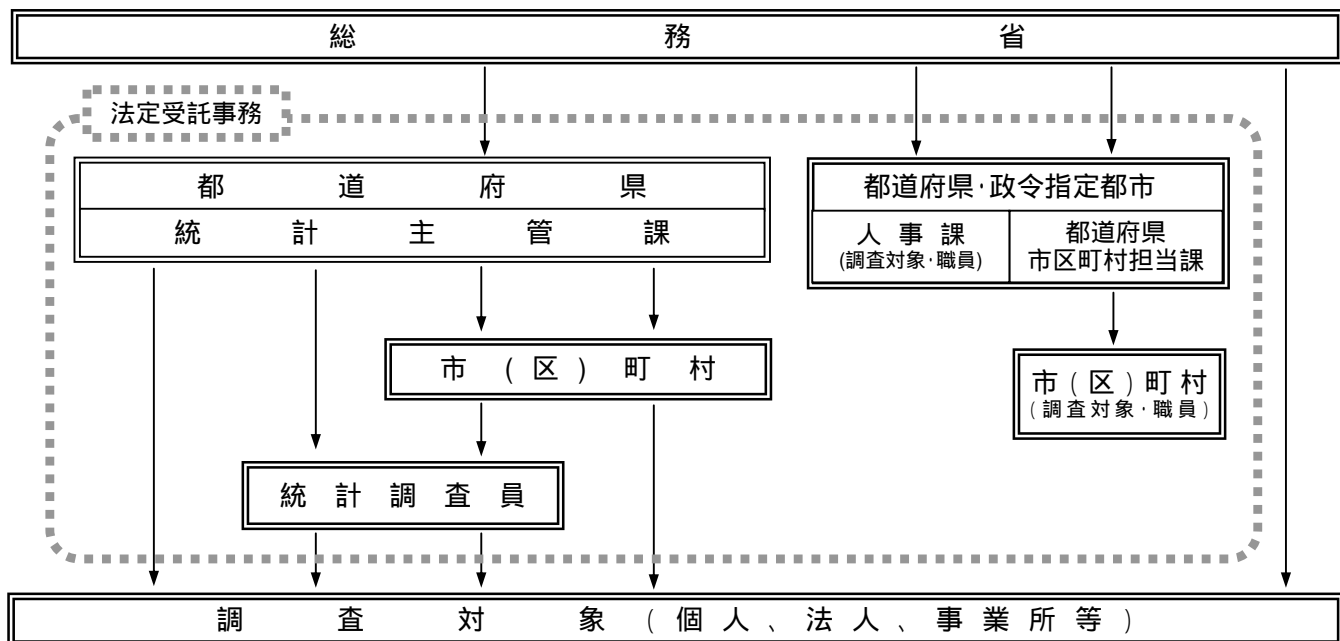 総務省
法定受託事務
都道府県
統計主管課
都道府県・政令指定都市
人事課
(調査対象・職員)
都道府県
市区町村担当課
市(区)町村
市(区)町村
(調査対象・職員)
統計調査員
調査対象(個人、法人、事業所等)